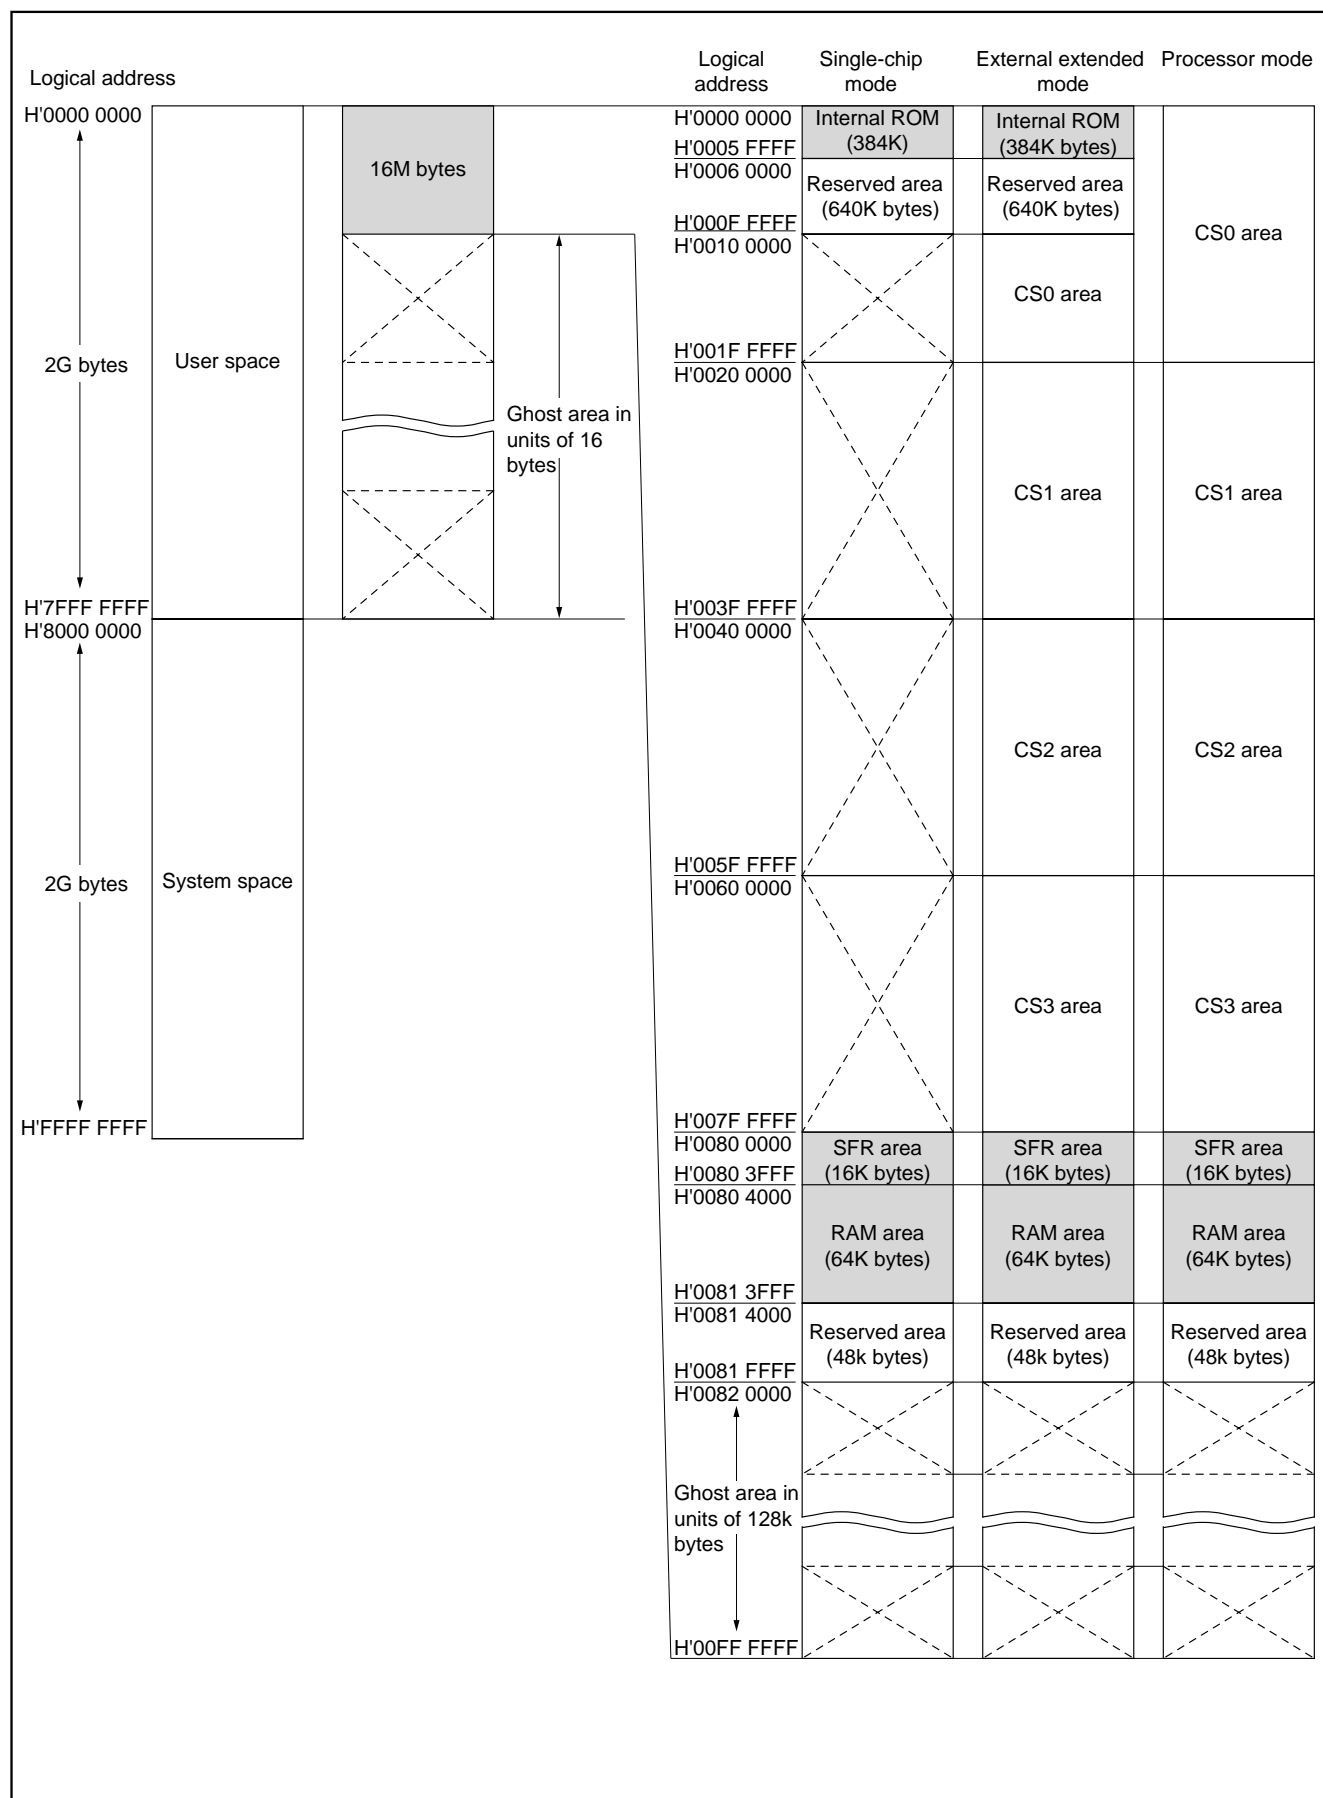 Logical address
H'0000 0000
2G bytes
H'7FFF FFFF
H'8000 0000
2G bytes
H'FFFF FFFF
User space
System space
16M bytes
Ghost area in
units of 16
bytes
Logical
address
H'0000 0000
H'0005 FFFF
H'0006 0000
H'000F FFFF
H'0010 0000
H'001F FFFF
H'0020 0000
H'003F FFFF
H'0040 0000
H'005F FFFF
H'0060 0000
H'007F FFFF
H'0080 0000
H'0080 3FFF
H'0080 4000
H'0081 3FFF
H'0081 4000
H'0081 FFFF
H'0082 0000
Ghost area in
units of 128k
bytes
H'00FF FFFF
Single-chip
mode
Internal ROM
(384K)
Reserved area
(640K bytes)
SFR area
(16K bytes)
RAM area
(64K bytes)
Reserved area
(48k bytes)
External extended
mode
Internal ROM
(384K bytes)
Reserved area
(640K bytes)
CS0 area
CS1 area
CS2 area
CS3 area
SFR area
(16K bytes)
RAM area
(64K bytes)
Reserved area
(48k bytes)
Processor mode
CS0 area
CS1 area
CS2 area
CS3 area
SFR area
(16K bytes)
RAM area
(64K bytes)
Reserved area
(48k bytes)